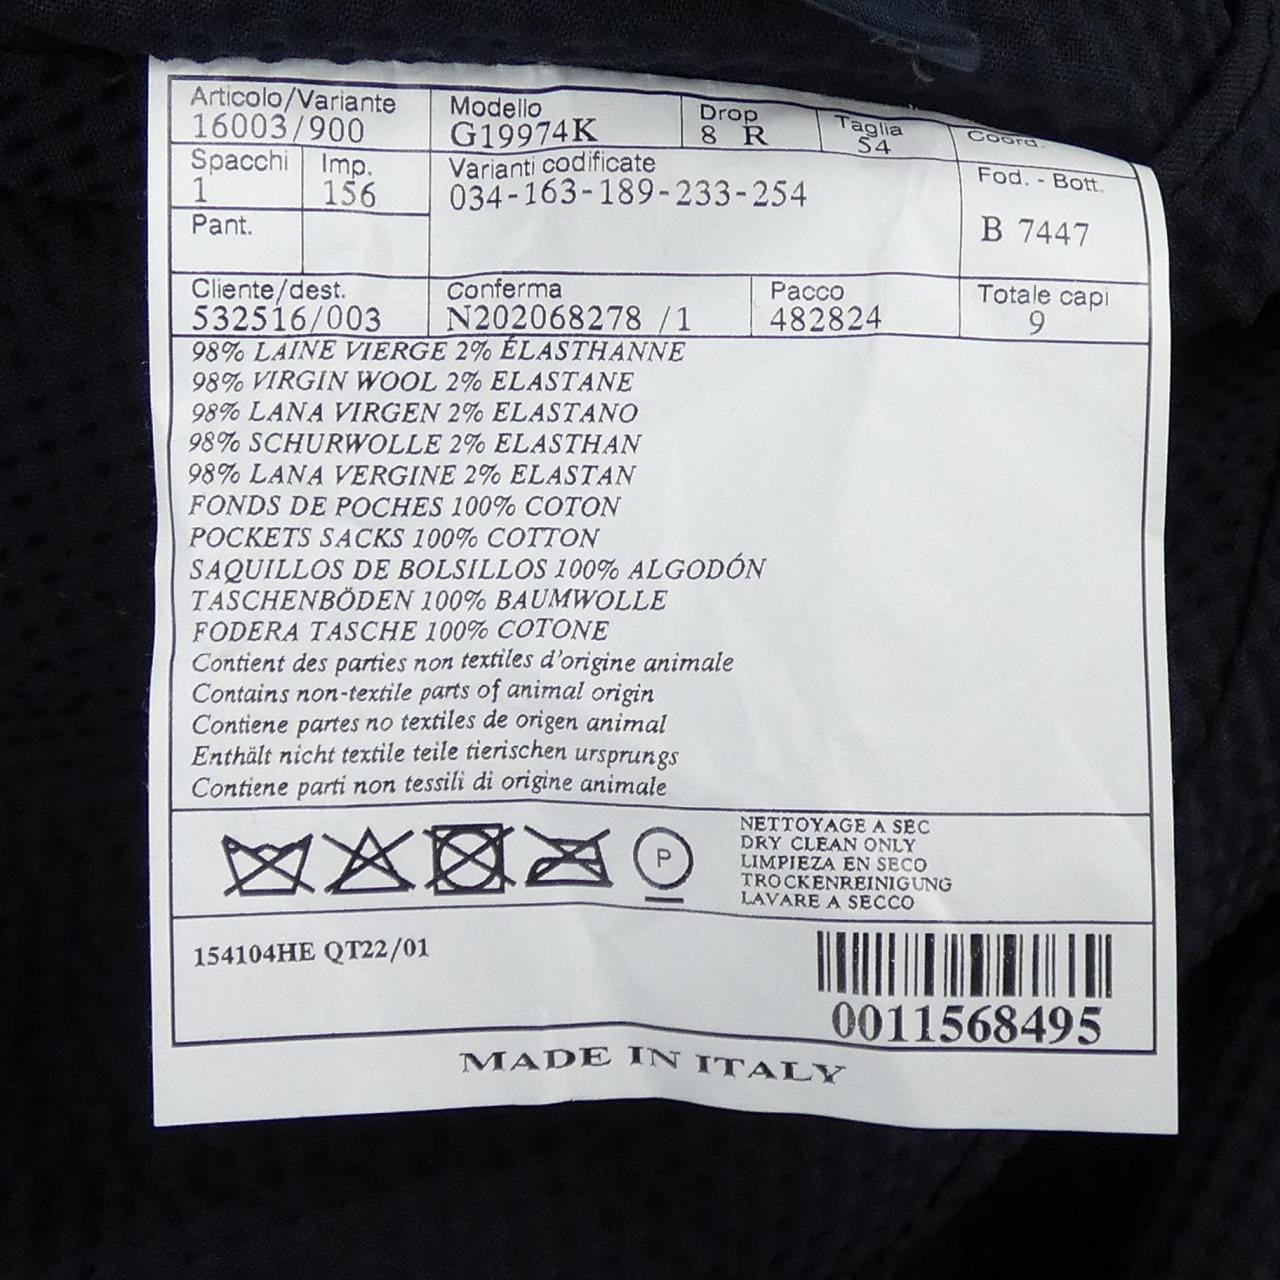 Articolo/Variante Modello Drop Taglia Coord.
16003/900 G19974K 8 R 54
Spacchi Imp. Varianti codificate Fod. - Bott.
1 156 034-163-189-233-254
Pant. B 7447
Cliente/dest. Conferma Pacco Totale capi
532516/003 N202068278 /1 482824 9
98% LAINE VIERGE 2% ÉLASTHANNE
98% VIRGIN WOOL 2% ELASTANE
98% LANA VIRGEN 2% ELASTANO
98% SCHURWOLLE 2% ELASTHAN
98% LANA VERGINE 2% ELASTAN
FONDS DE POCHES 100% COTON
POCKETS SACKS 100% COTTON
SAQUILLOS DE BOLSILLOS 100% ALGODÓN
TASCHENBÖDEN 100% BAUMWOLLE
FODERA TASCHE 100% COTONE
Contient des parties non textiles d'origine animale
Contains non-textile parts of animal origin
Contiene partes no textiles de origen animal
Enthält nicht textile teile tierischen ursprungs
Contiene parti non tessili di origine animale
P
NETTOYAGE A SEC
DRY CLEAN ONLY
LIMPIEZA EN SECO
TROCKENREINIGUNG
LAVARE A SECCO
154104HE QT22/01
0011568495
MADE IN ITALY